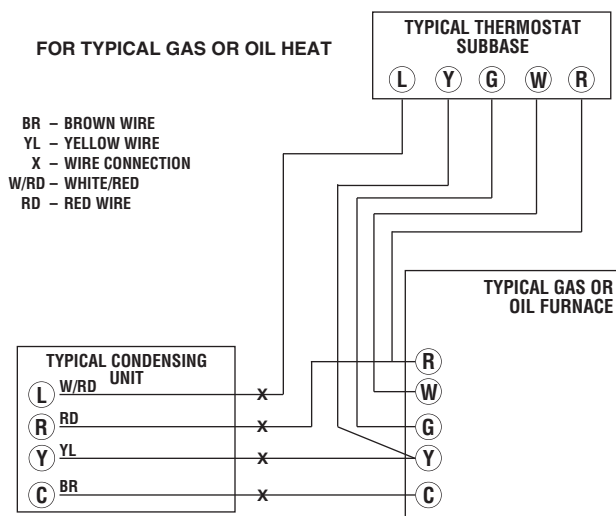 FOR TYPICAL GAS OR OIL HEAT
TYPICAL THERMOSTAT
SUBBASE
L Y G W R
BR – BROWN WIRE
YL – YELLOW WIRE
X – WIRE CONNECTION
W/RD – WHITE/RED
RD – RED WIRE
TYPICAL GAS OR
OIL FURNACE
R
W
G
Y
C
TYPICAL CONDENSING
UNIT
L W/RD X
R RD X
Y YL X
C BR X